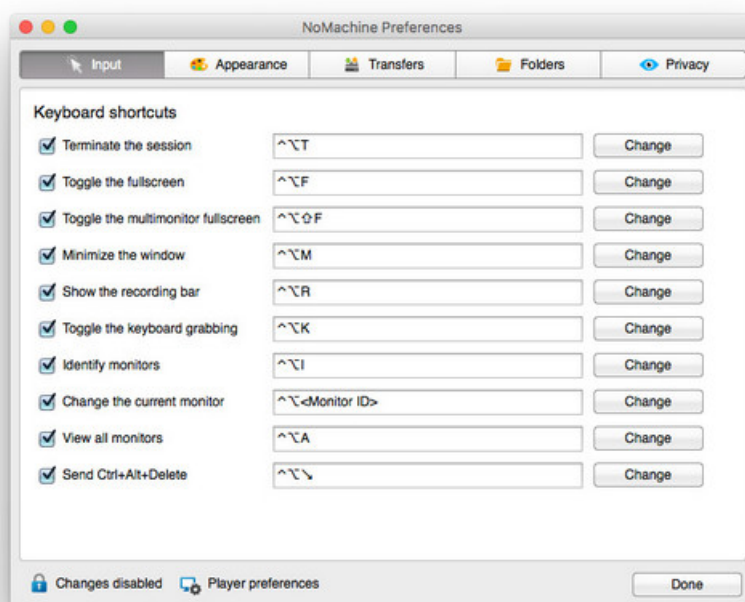 NoMachine Preferences
Input Appearance Transfers Folders Privacy
Keyboard shortcuts
Terminate the session ^⌥T Change
Toggle the fullscreen ^⌥F Change
Toggle the multimonitor fullscreen ^⌥⇧F Change
Minimize the window ^⌥M Change
Show the recording bar ^⌥R Change
Toggle the keyboard grabbing ^⌥K Change
Identify monitors ^⌥I Change
Change the current monitor ^⌥<Monitor ID> Change
View all monitors ^⌥A Change
Send Ctrl+Alt+Delete ^⌥↘ Change
Changes disabled Player preferences Done